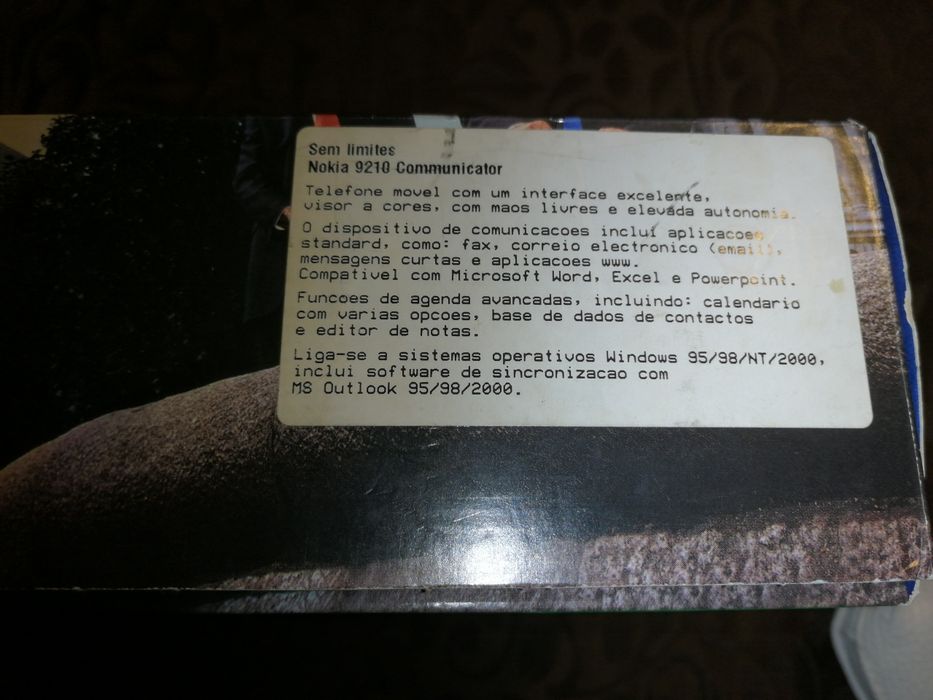 Sem limites
Nokia 9210 Communicator
Telefone movel com um interface excelente,
visor a cores, com maos livres e elevada autonomia.
O dispositivo de comunicacoes inclui aplicacoes
standard, como: fax, correio electronico (email),
mensagens curtas e aplicacoes www.
Compativel com Microsoft Word, Excel e Powerpoint.
Funcoes de agenda avancadas, incluindo: calendario
com varias opcoes, base de dados de contactos
e editor de notas.
Liga-se a sistemas operativos Windows 95/98/NT/2000,
inclui software de sincronizacao com
MS Outlook 95/98/2000.